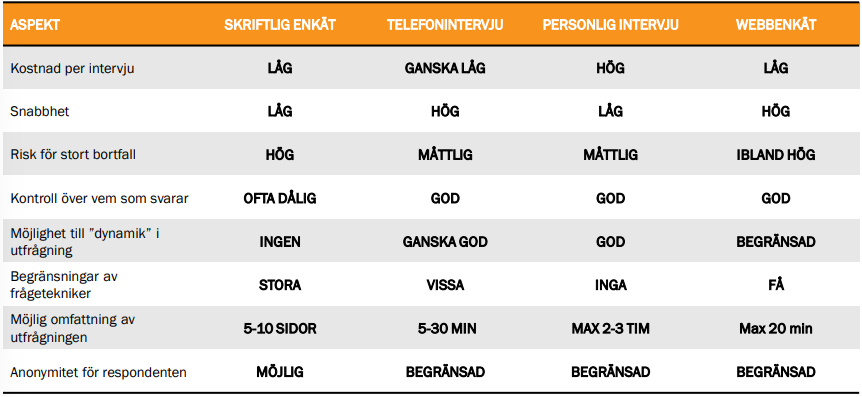 ASPEKT SKRIFTLIG ENKÄT TELEFONINTERVJU PERSONLIG INTERVJU WEBBENKÄT
Kostnad per intervju LÅG GANSKA LÅG HÖG LÅG
Snabbhet LÅG HÖG LÅG HÖG
Risk för stort bortfall HÖG MÅTTLIG MÅTTLIG IBLAND HÖG
Kontroll över vem som svarar OFTA DÅLIG GOD GOD GOD
Möjlighet till ”dynamik” i
utfrågning INGEN GANSKA GOD GOD BEGRÄNSAD
Begränsningar av
frågetekniker STORA VISSA INGA FÅ
Möjlig omfattning av
utfrågningen 5-10 SIDOR 5-30 MIN MAX 2-3 TIM Max 20 min
Anonymitet för respondenten MÖJLIG BEGRÄNSAD BEGRÄNSAD BEGRÄNSAD